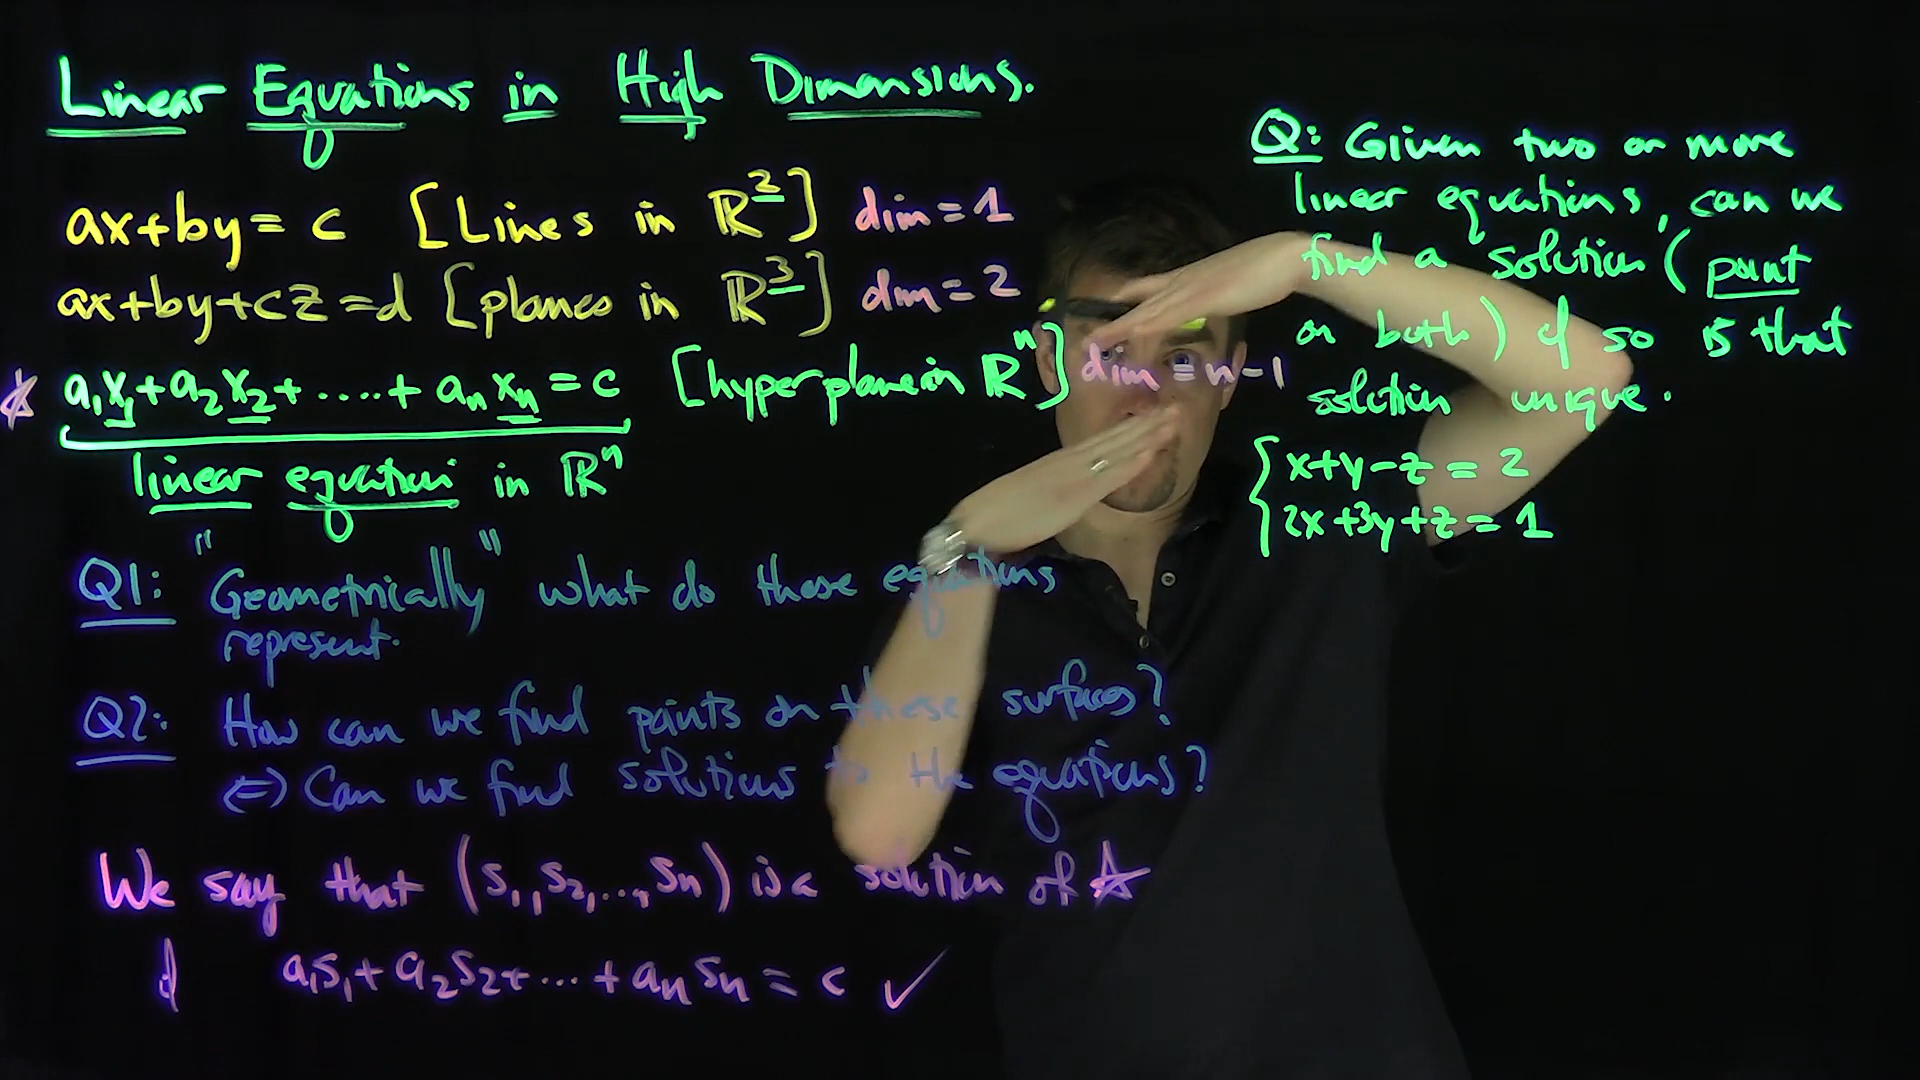 Linear Equations in High Dimensions.
ax+by=c [Lines in ℝ²] dim=1
ax+by+cz=d [planes in ℝ³] dim=2
☆ a₁x₁+a₂x₂+....+aₙxₙ=c [hyperplane in ℝⁿ] dim=n-1
linear equation in ℝⁿ
Q1: "Geometrically" what do these equations
represent.
Q2: How can we find points on these surfaces?
⇔ Can we find solutions to the equations?
We say that (s₁,s₂,...,sₙ) is a solution of ☆
if a₁s₁+a₂s₂+...+aₙsₙ=c ✓
Q: Given two or more
linear equations, can we
find a solution (point
on both) if so is that
solution unique.
{ x+y-z=2
2x+3y+z=1